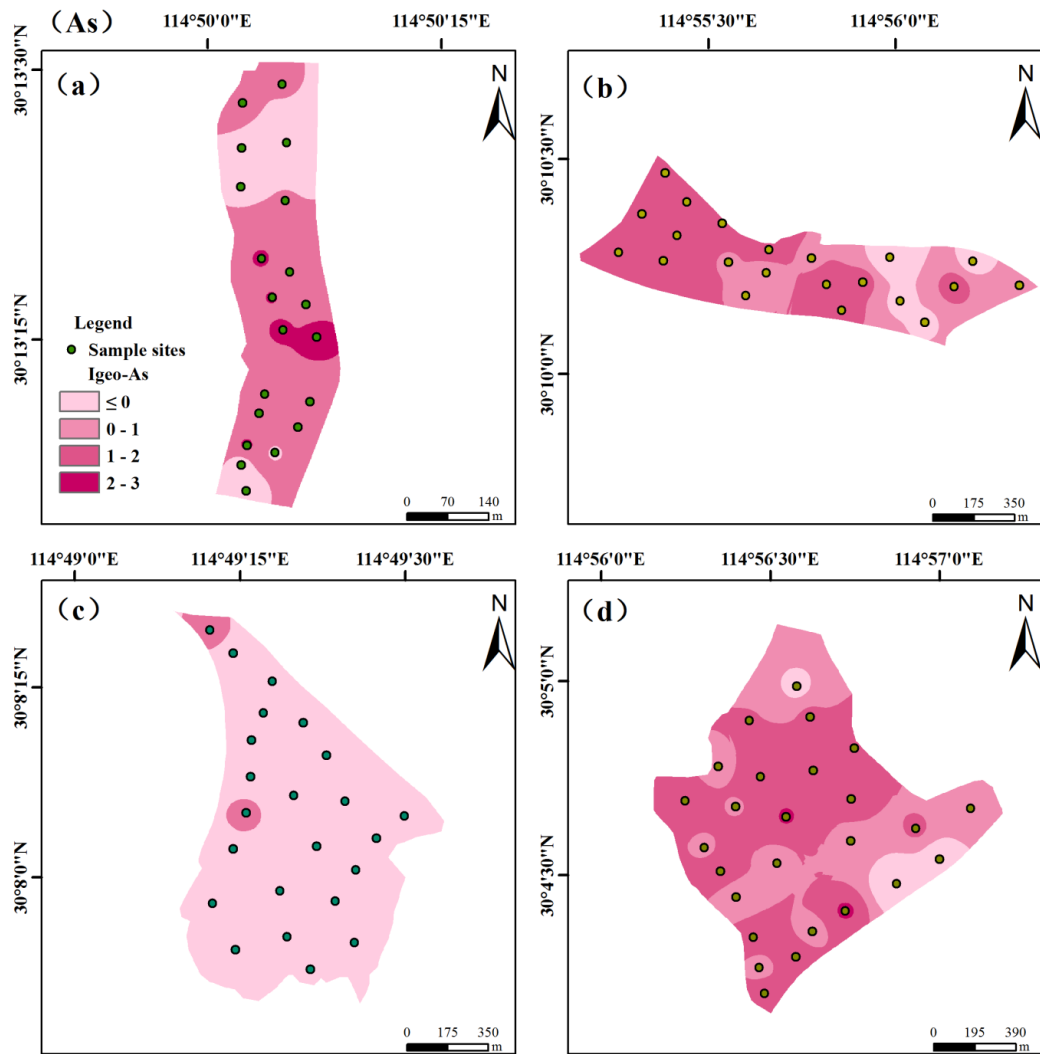 (As)
114°50'0"E
114°50'15"E
30°13'30"N
30°13'15"N
(a)
N
Legend
Sample sites
Igeo-As
≤ 0
0 - 1
1 - 2
2 - 3
0 70 140
m
114°55'30"E
114°56'0"E
30°10'30"N
30°10'0"N
(b)
N
0 175 350
m
114°49'0"E
114°49'15"E
114°49'30"E
30°8'15"N
30°8'0"N
(c)
N
0 175 350
m
114°56'0"E
114°56'30"E
114°57'0"E
30°5'0"N
30°4'30"N
(d)
N
0 195 390
m